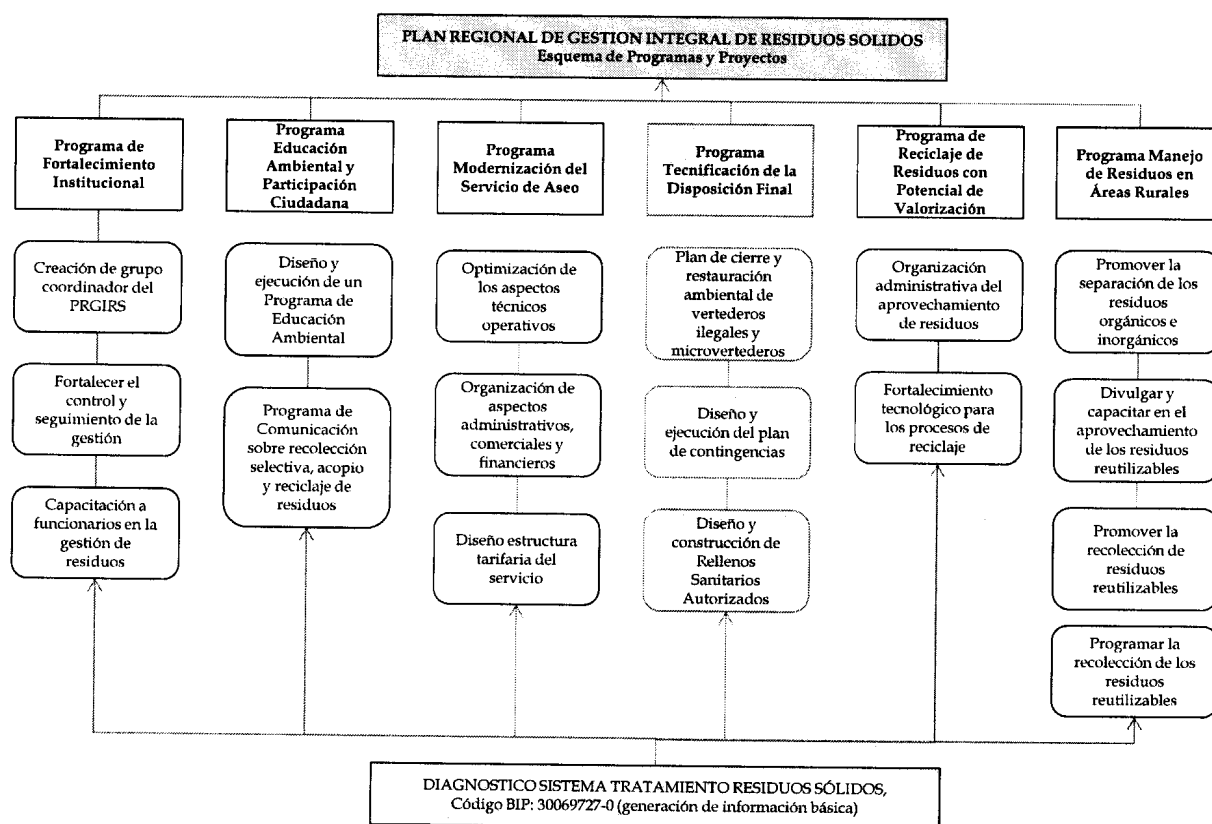 PLAN REGIONAL DE GESTION INTEGRAL DE RESIDUOS SOLIDOS
Esquema de Programas y Proyectos
Programa de
Fortalecimiento
Institucional
Creación de grupo
coordinador del
PRGIRS
Fortalecer el
control y
seguimiento de la
gestión
Capacitación a
funcionarios en la
gestión de
residuos
Programa
Educación
Ambiental y
Participación
Ciudadana
Diseño y
ejecución de un
Programa de
Educación
Ambiental
Programa de
Comunicación
sobre recolección
selectiva, acopio
y reciclaje de
residuos
Programa
Modernización del
Servicio de Aseo
Optimización de
los aspectos
técnicos
operativos
Organización de
aspectos
administrativos,
comerciales y
financieros
Diseño estructura
tarifaria del
servicio
Programa
Tecnificación de la
Disposición Final
Plan de cierre y
restauración
ambiental de
vertederos
ilegales y
microvertederos
Diseño y
ejecución del plan
de contingencias
Diseño y
construcción de
Rellenos
Sanitarios
Autorizados
Programa de
Reciclaje de
Residuos con
Potencial de
Valorización
Organización
administrativa del
aprovechamiento
de residuos
Fortalecimiento
tecnológico para
los procesos de
reciclaje
Programa Manejo
de Residuos en
Áreas Rurales
Promover la
separación de los
residuos
orgánicos e
inorgánicos
Divulgar y
capacitar en el
aprovechamiento
de los residuos
reutilizables
Promover la
recolección de
residuos
reutilizables
Programar la
recolección de los
residuos
reutilizables
DIAGNOSTICO SISTEMA TRATAMIENTO RESIDUOS SÓLIDOS,
Código BIP: 30069727-0 (generación de información básica)